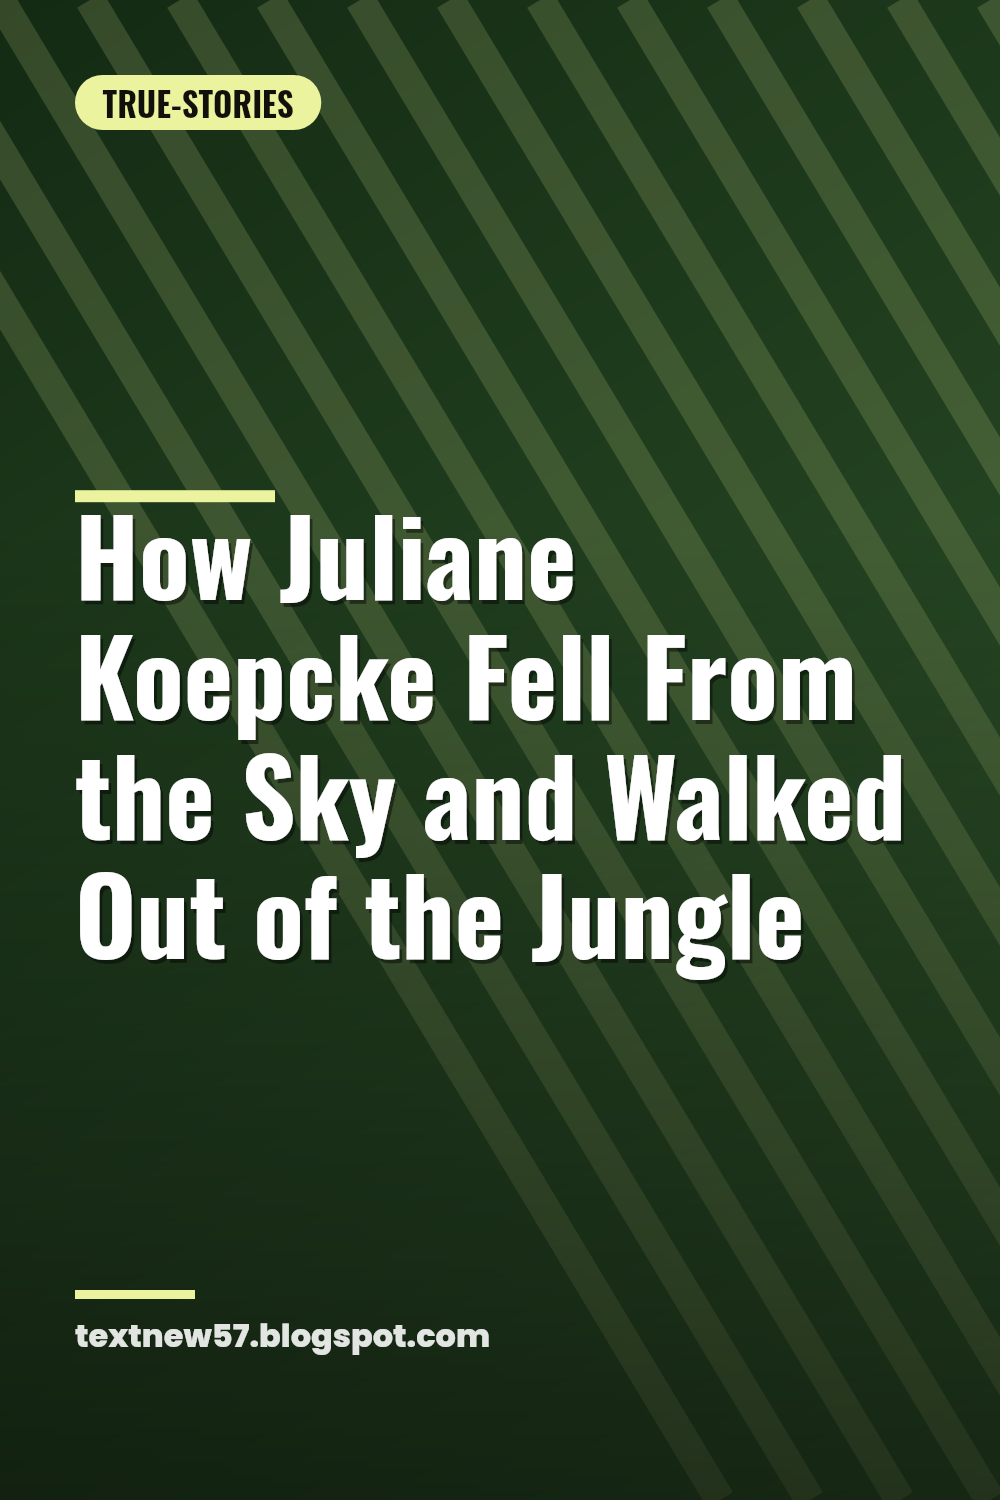 TRUE-STORIES
How Juliane
Koepcke Fell From
the Sky and Walked
Out of the Jungle
textnew57.blogspot.com